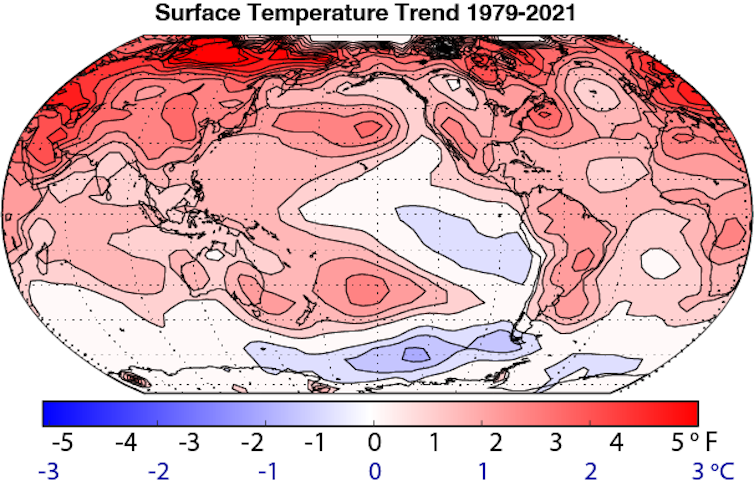 Surface Temperature Trend 1979-2021
-5 -4 -3 -2 -1 0 1 2 3 4 5 ° F
-3 -2 -1 0 1 2 3 °C